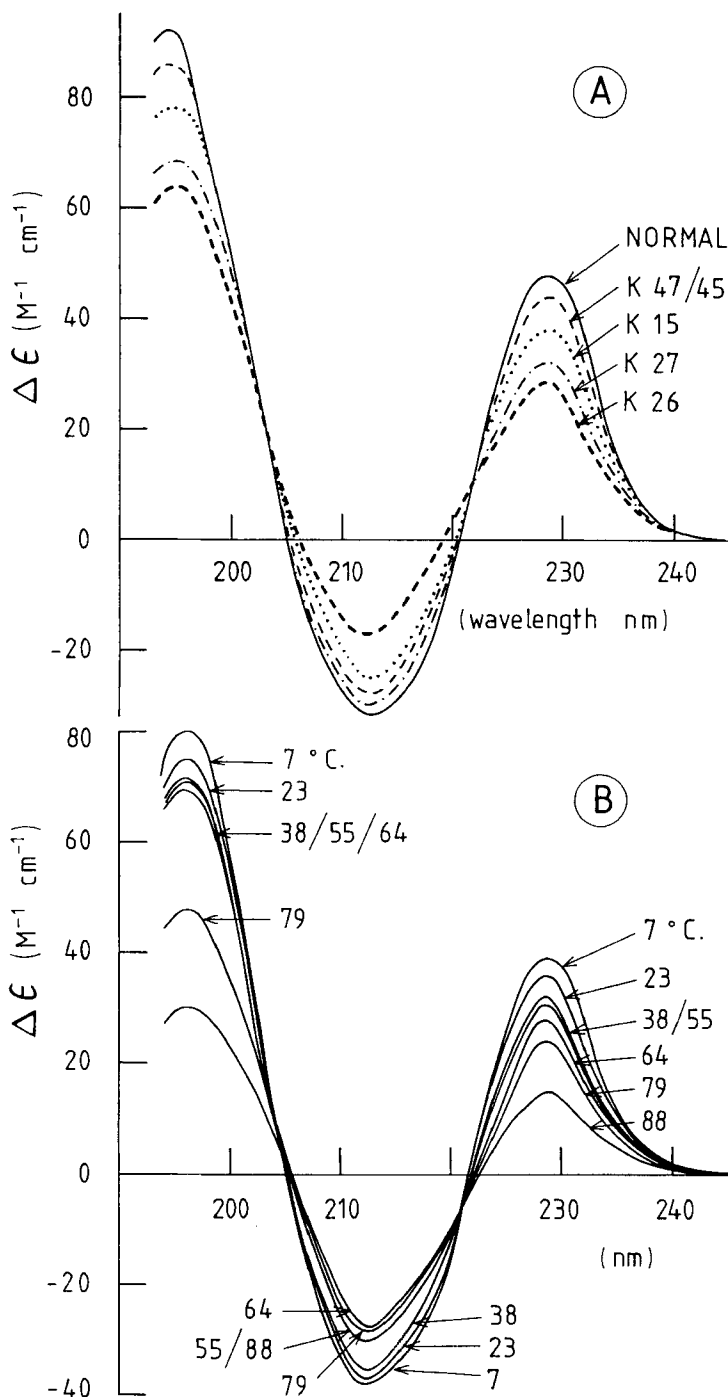 80
60
40
20
0
-20
Δ ϵ (M⁻¹ cm⁻¹)
A
NORMAL
K 47/45
K 15
K 27
K 26
200 210 220 230 240
(wavelength nm)
80
60
40
20
0
-20
-40
Δ ϵ (M⁻¹ cm⁻¹)
B
7 °C.
23
38/55/64
79
7 °C.
23
38/55
64
79
88
200 210 220 230 240
(nm)
64
55/88
79
38
23
7